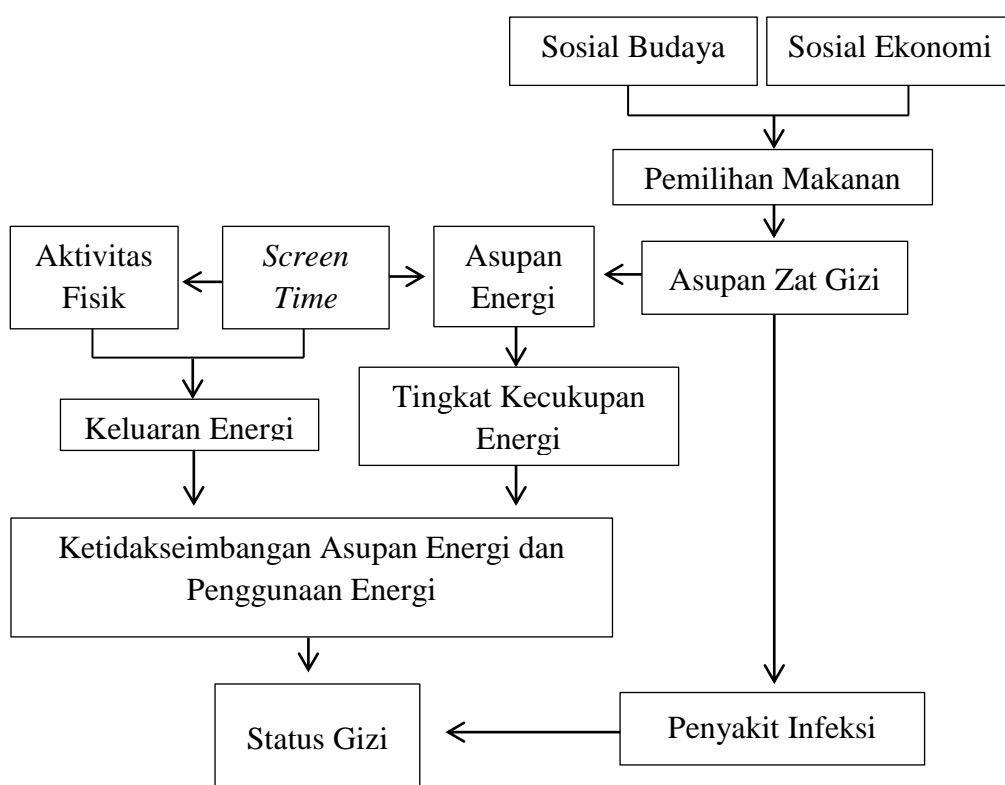 Sosial Budaya
Sosial Ekonomi
Pemilihan Makanan
Aktivitas
Fisik
Screen
Time
Asupan
Energi
Asupan Zat Gizi
Keluaran Energi
Tingkat Kecukupan
Energi
Ketidakseimbangan Asupan Energi dan
Penggunaan Energi
Status Gizi
Penyakit Infeksi